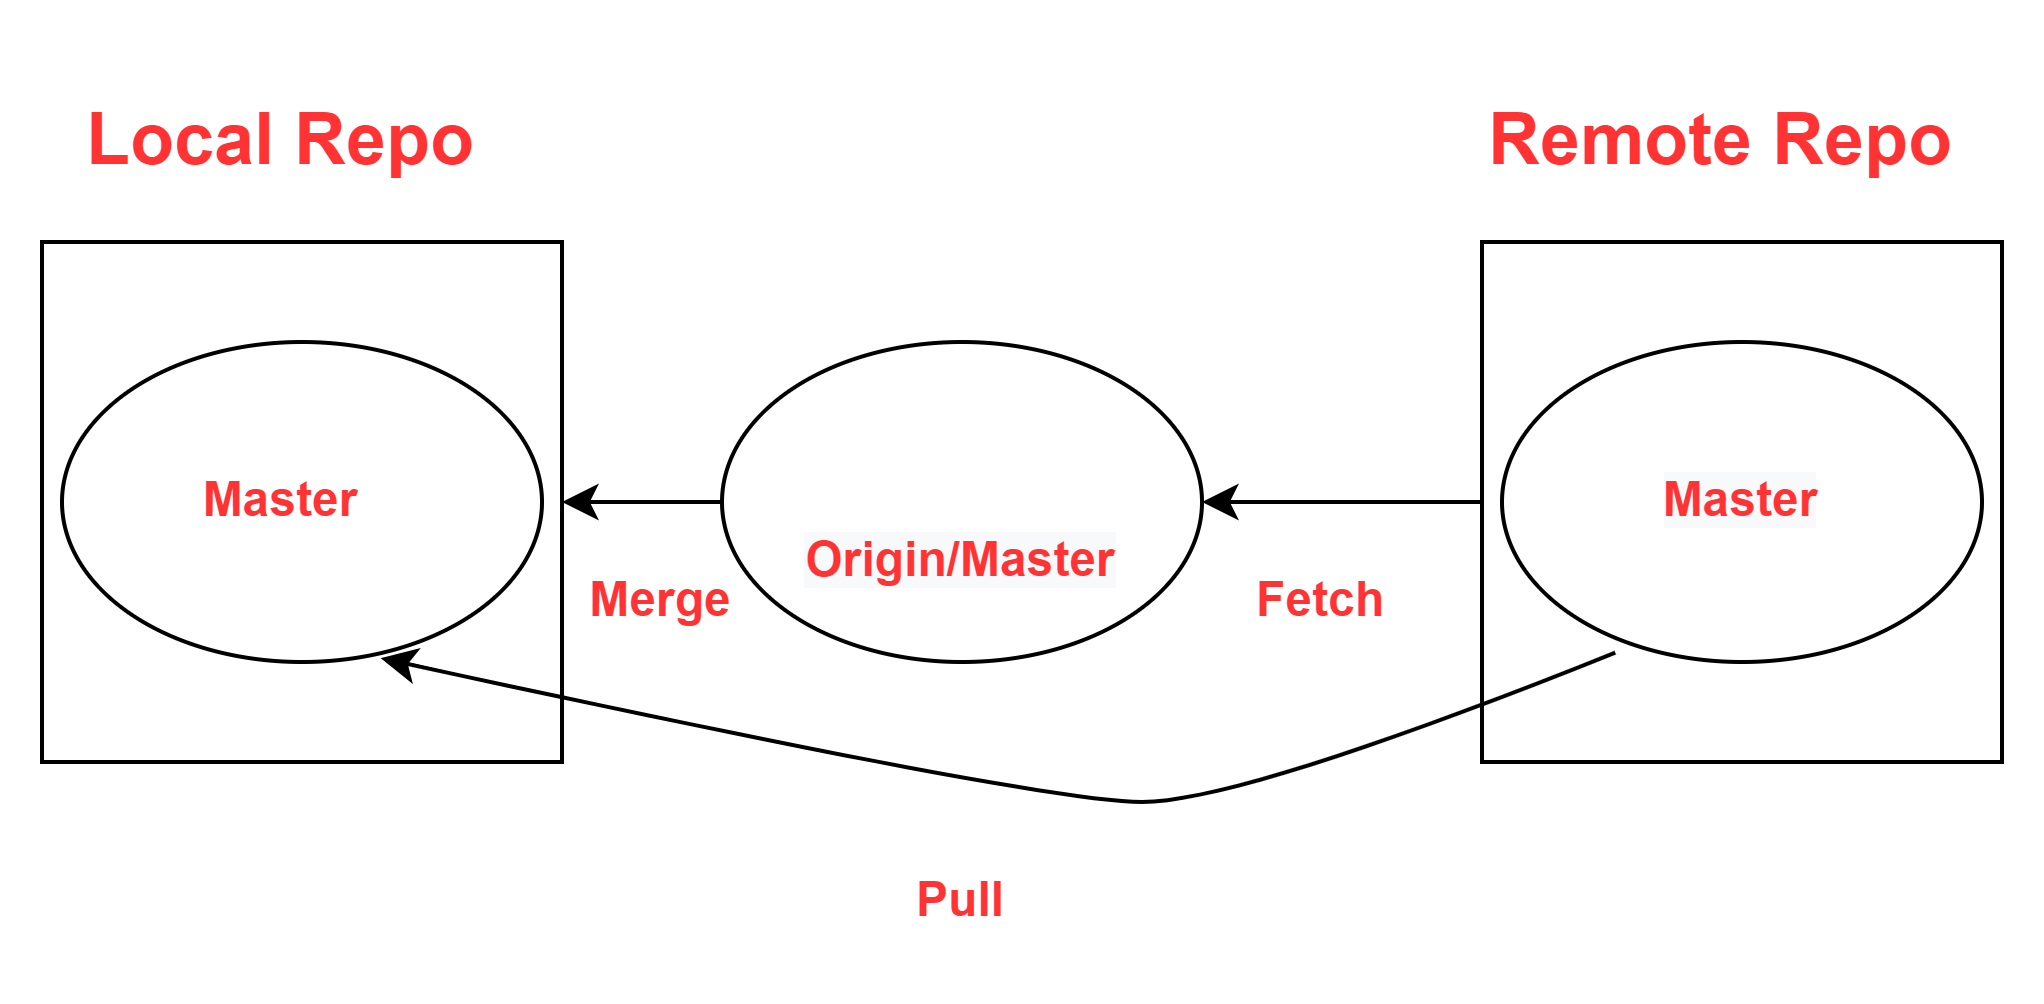 Local Repo
Remote Repo
Master
Origin/Master
Master
Merge
Fetch
Pull